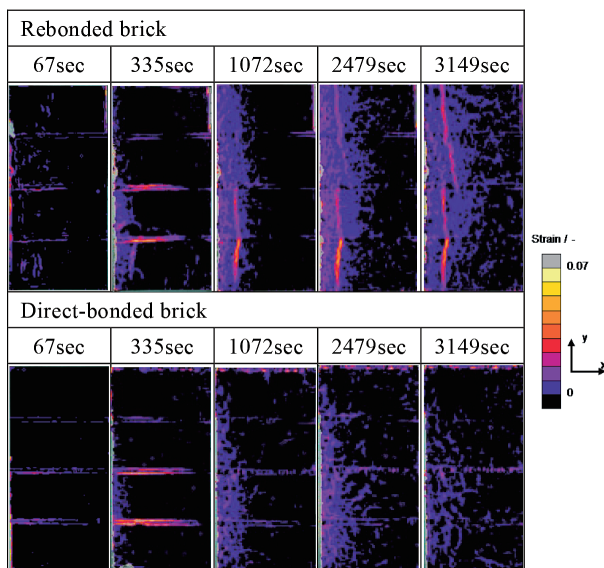 Rebonded brick
67sec 335sec 1072sec 2479sec 3149sec
Strain / -
0.07
0
y
x
Direct-bonded brick
67sec 335sec 1072sec 2479sec 3149sec